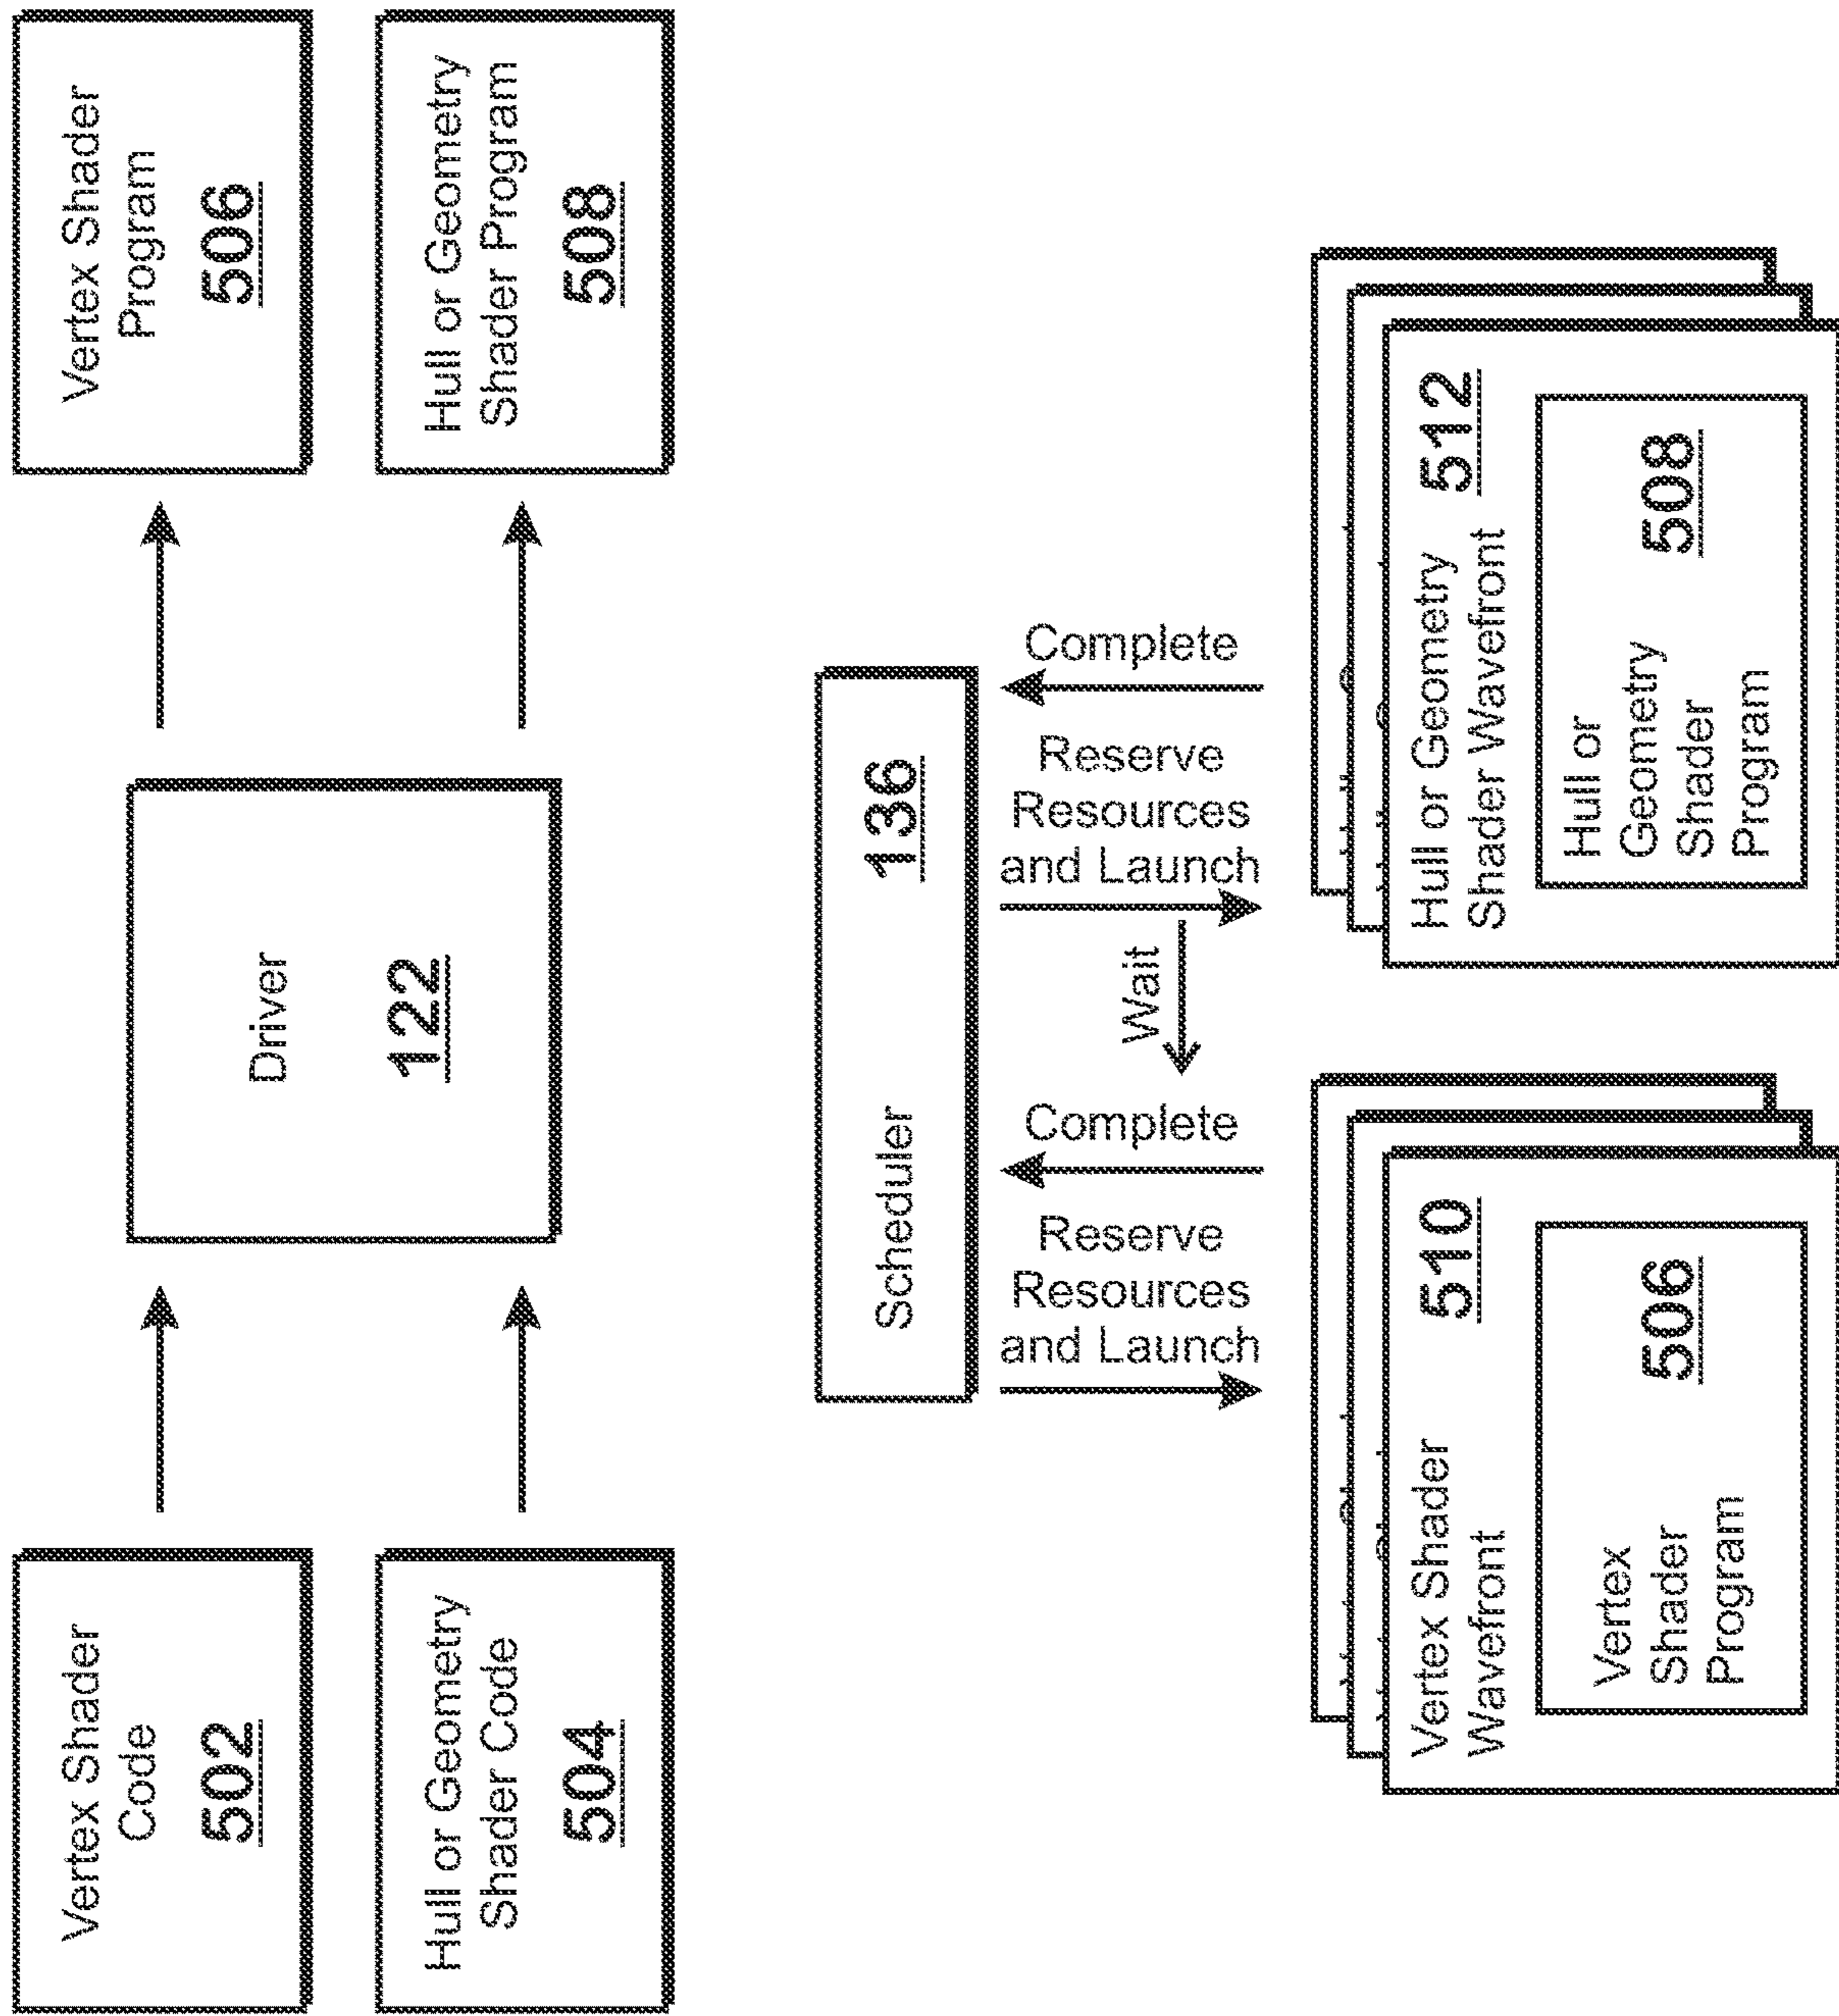 Vertex Shader
Code
502
Hull or Geometry
Shader Code
504
Driver
122
Vertex Shader
Program
506
Hull or Geometry
Shader Program
508
Scheduler
136
Reserve
Resources
and Launch
Complete
Wait
Reserve
Resources
and Launch
Complete
Vertex Shader
Wavefront
510
Vertex
Shader
Program
506
Hull or Geometry
Shader Wavefront
512
Hull or
Geometry
Shader
Program
508